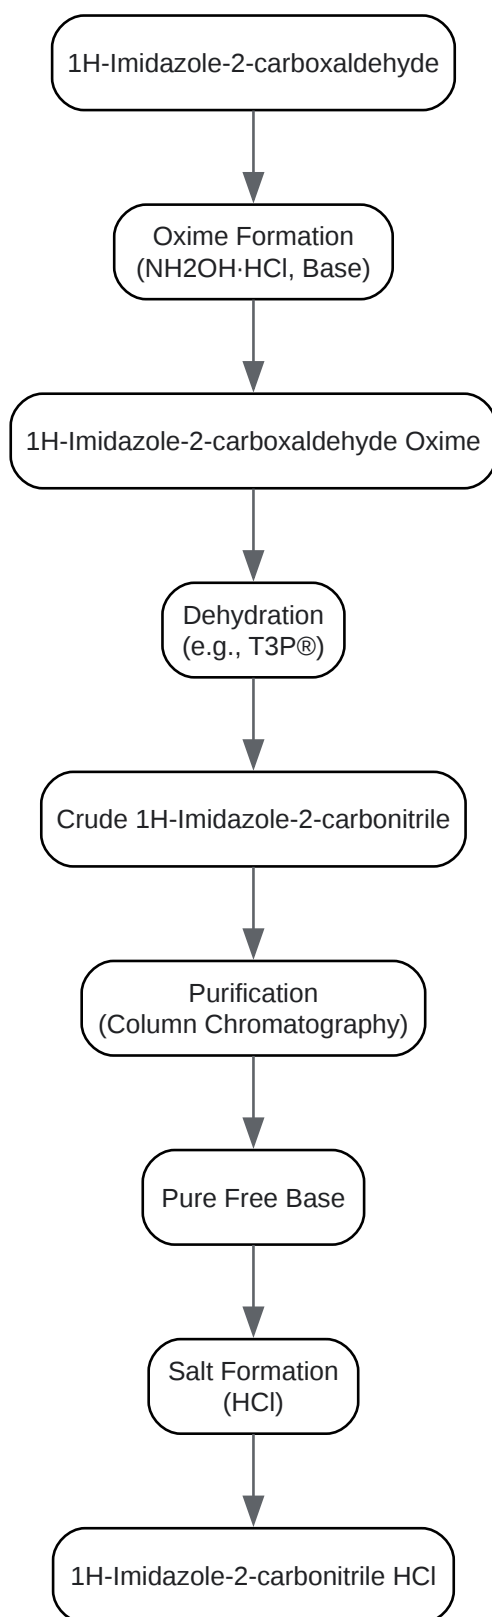 1H-Imidazole-2-carboxaldehyde
Oxime Formation
(NH2OH·HCl, Base)
1H-Imidazole-2-carboxaldehyde Oxime
Dehydration
(e.g., T3P®)
Crude 1H-Imidazole-2-carbonitrile
Purification
(Column Chromatography)
Pure Free Base
Salt Formation
(HCl)
1H-Imidazole-2-carbonitrile HCl